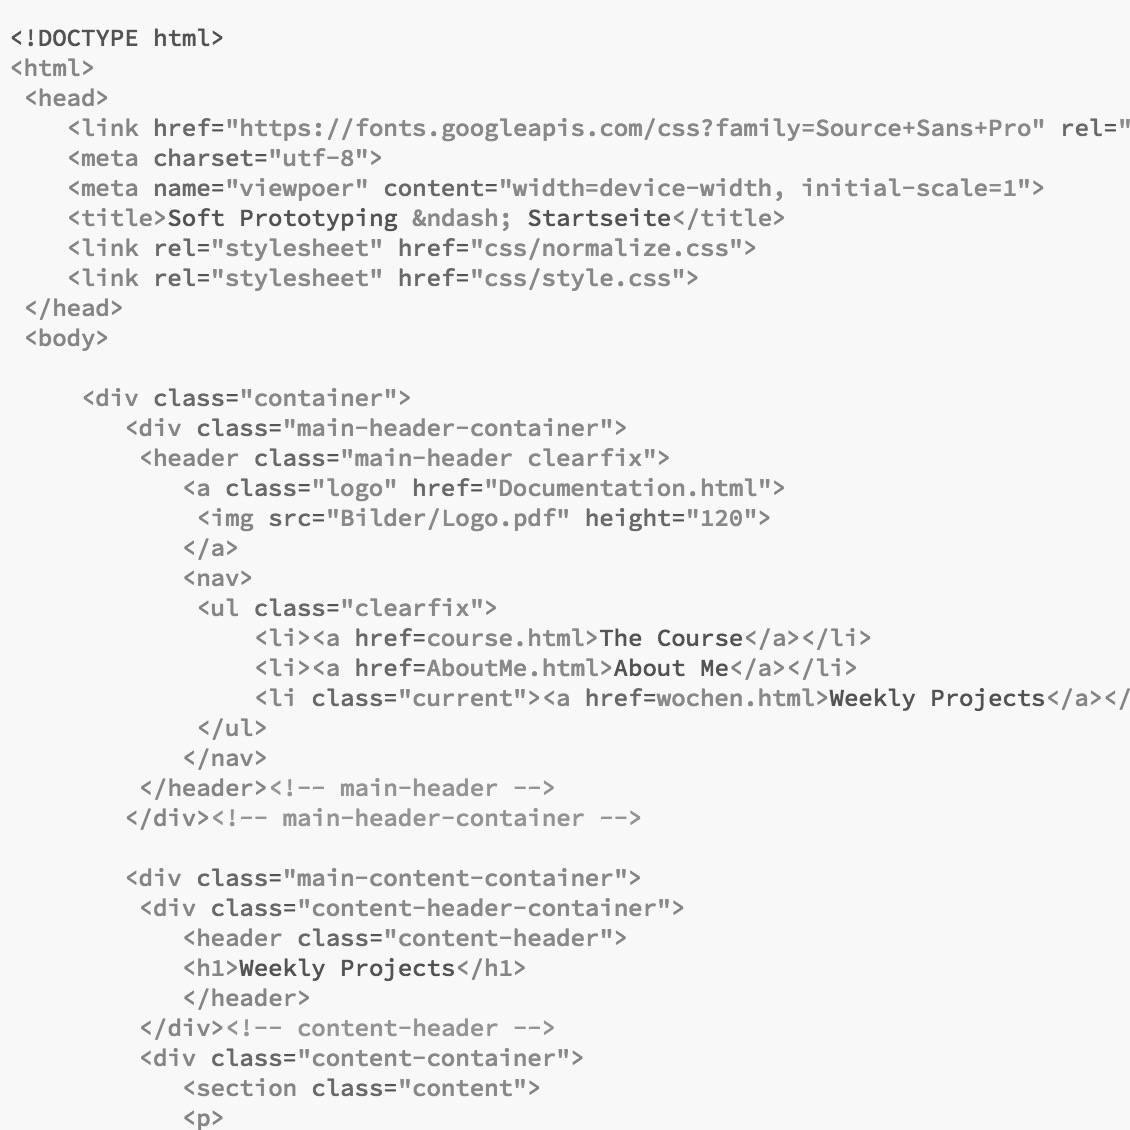 <!DOCTYPE html>
<html>
<head>
<link href="https://fonts.googleapis.com/css?family=Source+Sans+Pro" rel="
<meta charset="utf-8">
<meta name="viewpoer" content="width=device-width, initial-scale=1">
<title>Soft Prototyping &ndash; Startseite</title>
<link rel="stylesheet" href="css/normalize.css">
<link rel="stylesheet" href="css/style.css">
</head>
<body>
<div class="container">
<div class="main-header-container">
<header class="main-header clearfix">
<a class="logo" href="Documentation.html">
<img src="Bilder/Logo.pdf" height="120">
</a>
<nav>
<ul class="clearfix">
<li><a href=course.html>The Course</a></li>
<li><a href=AboutMe.html>About Me</a></li>
<li class="current"><a href=wochen.html>Weekly Projects</a></
</ul>
</nav>
</header><!-- main-header -->
</div><!-- main-header-container -->
<div class="main-content-container">
<div class="content-header-container">
<header class="content-header">
<h1>Weekly Projects</h1>
</header>
</div><!-- content-header -->
<div class="content-container">
<section class="content">
<p>